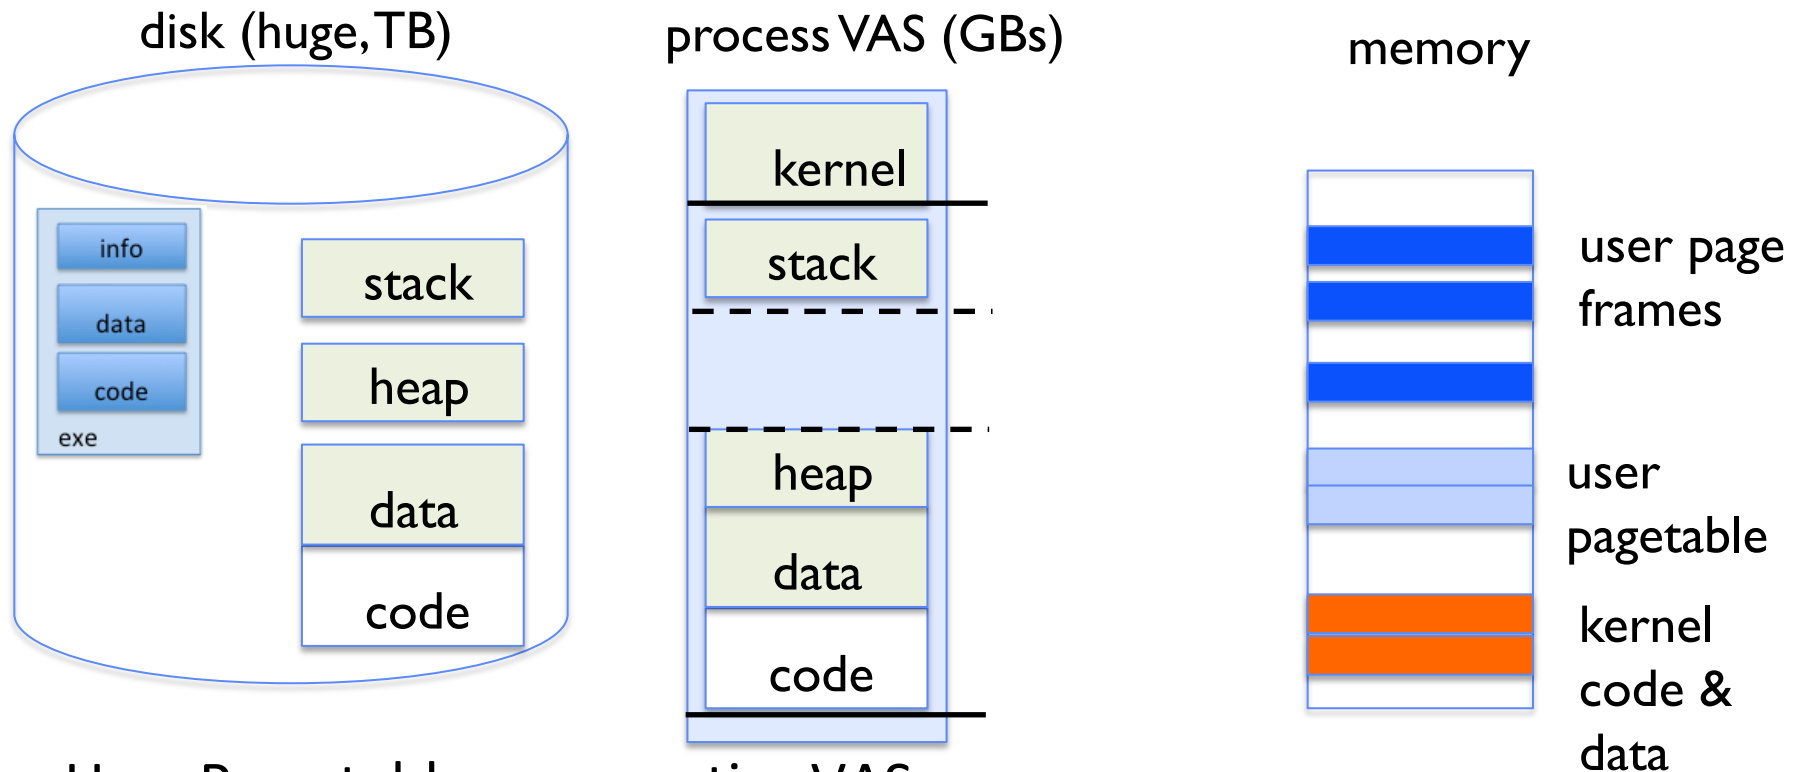 disk (huge, TB)
process VAS (GBs)
memory
info
data
code
exe
stack
heap
data
code
kernel
stack
heap
data
code
user page
frames
user
pagetable
kernel
code &
data
VAS